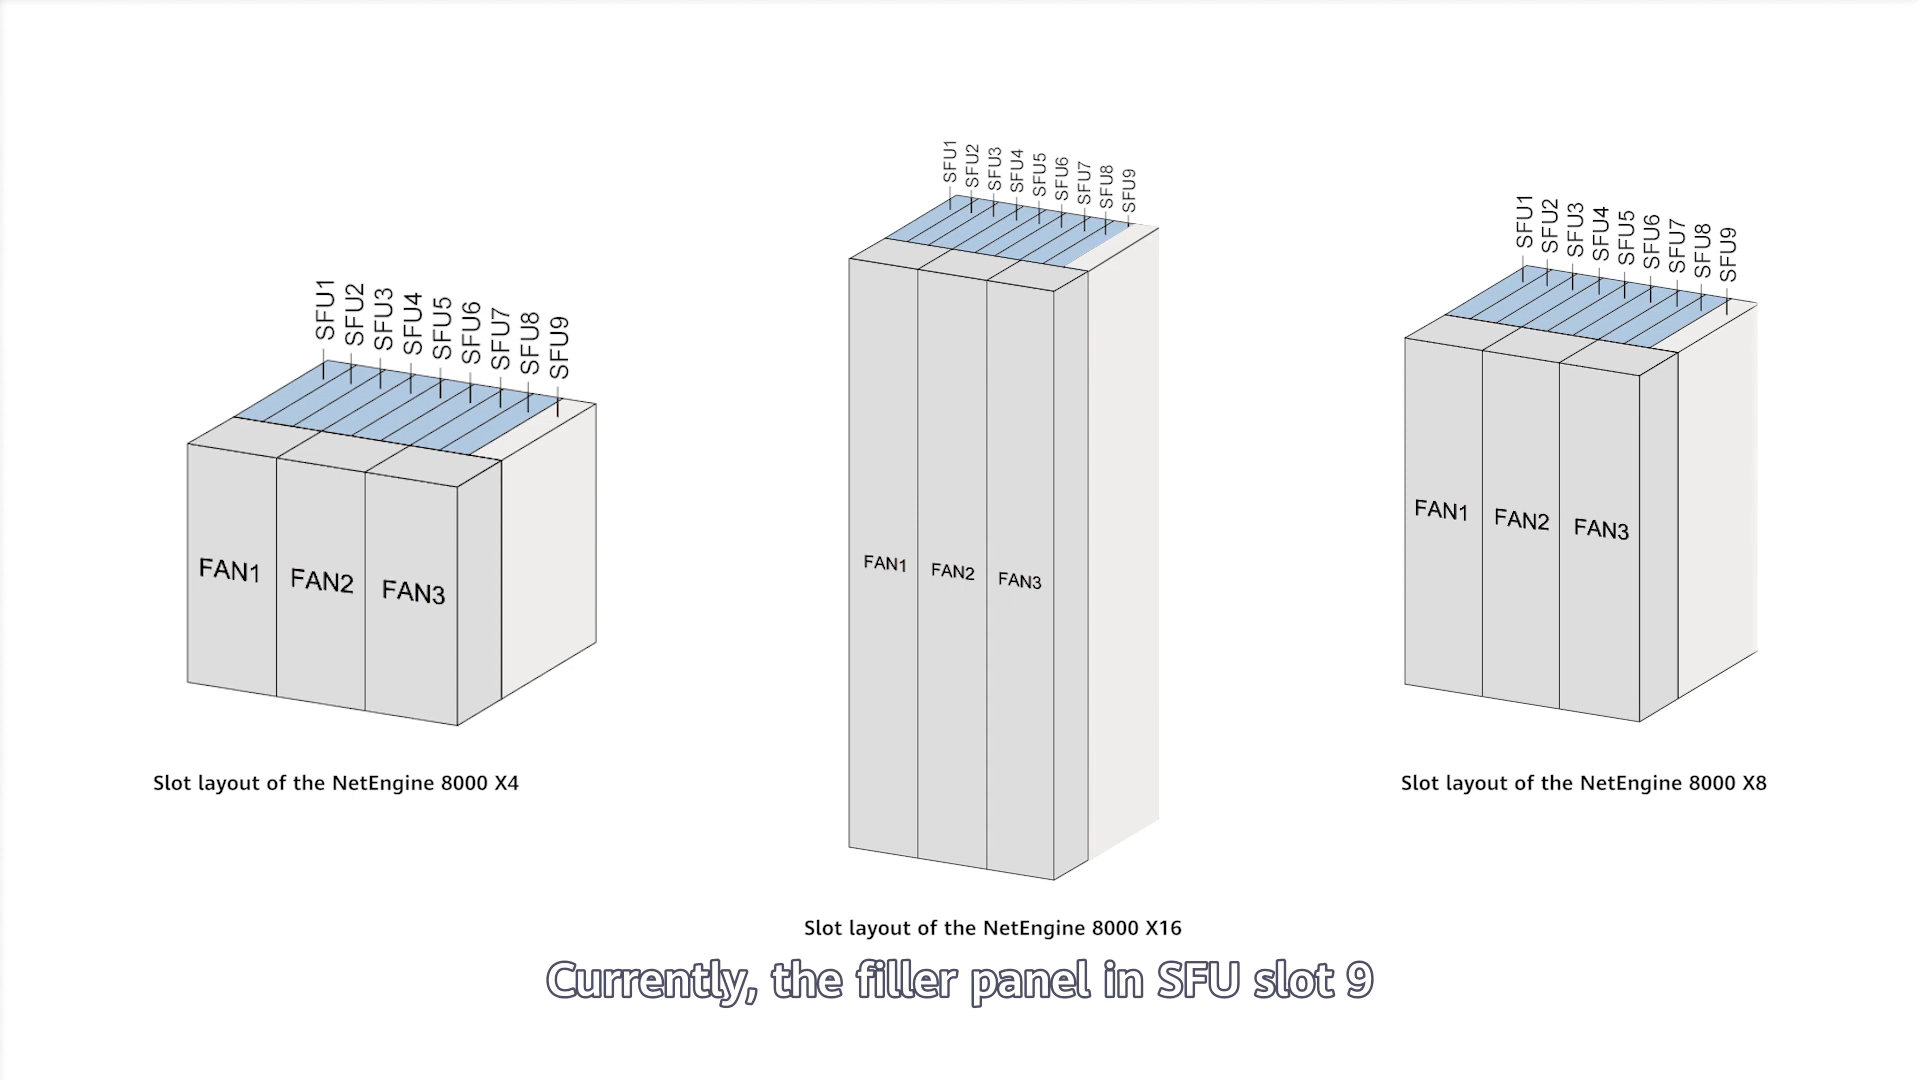 SFU1
SFU2
SFU3
SFU4
SFU5
SFU6
SFU7
SFU8
SFU9
FAN1
FAN2
FAN3
Slot layout of the NetEngine 8000 X4
SFU1
SFU2
SFU3
SFU4
SFU5
SFU6
SFU7
SFU8
SFU9
FAN1
FAN2
FAN3
Slot layout of the NetEngine 8000 X16
SFU1
SFU2
SFU3
SFU4
SFU5
SFU6
SFU7
SFU8
SFU9
FAN1
FAN2
FAN3
Slot layout of the NetEngine 8000 X8
Currently, the filler panel in SFU slot 9